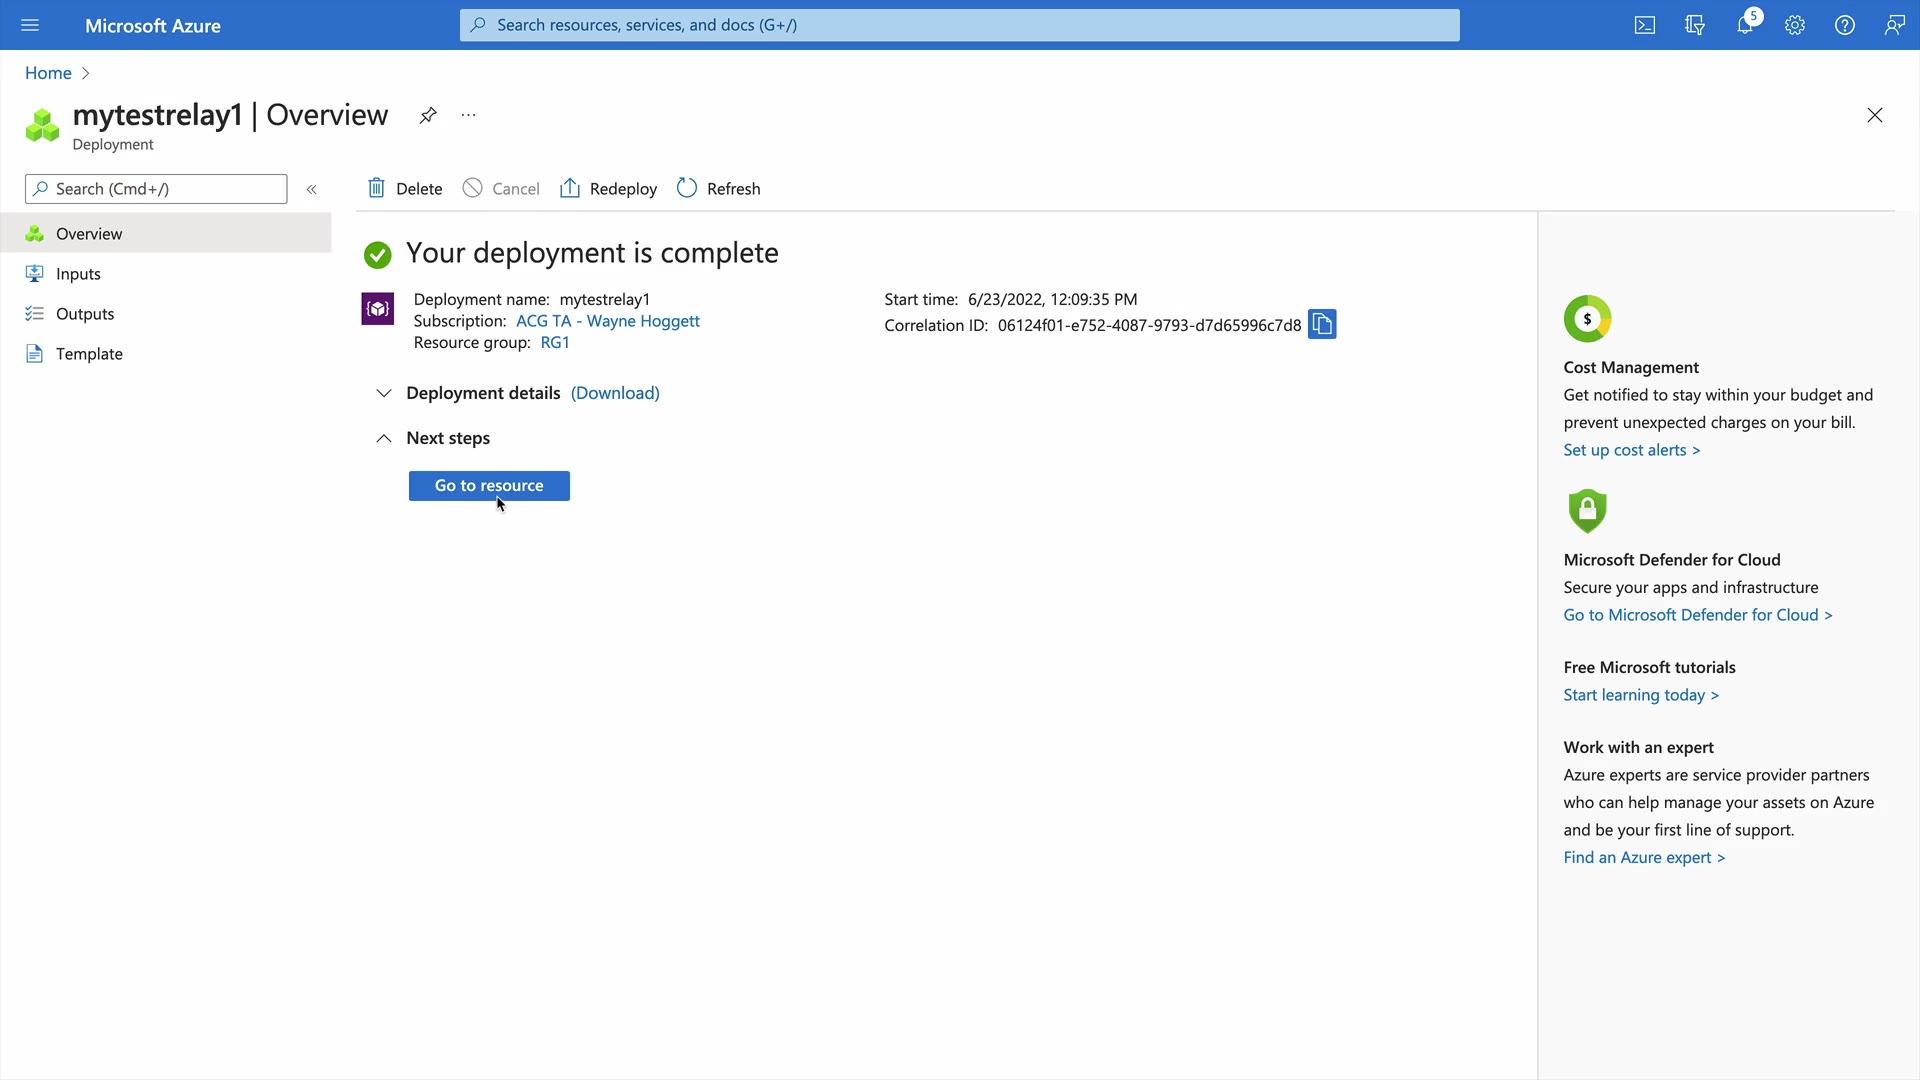 Microsoft Azure
Search resources, services, and docs (G+/)
5
Home
mytestrelay1 | Overview
Deployment
Search (Cmd+/)
Delete
Cancel
Redeploy
Refresh
Overview
Inputs
Outputs
Template
Your deployment is complete
Deployment name: mytestrelay1
Subscription: ACG TA - Wayne Hoggett
Resource group: RG1
Start time: 6/23/2022, 12:09:35 PM
Correlation ID: 06124f01-e752-4087-9793-d7d65996c7d8
Deployment details (Download)
Next steps
Go to resource
$
Cost Management
Get notified to stay within your budget and
prevent unexpected charges on your bill.
Set up cost alerts >
Microsoft Defender for Cloud
Secure your apps and infrastructure
Go to Microsoft Defender for Cloud >
Free Microsoft tutorials
Start learning today >
Work with an expert
Azure experts are service provider partners
who can help manage your assets on Azure
and be your first line of support.
Find an Azure expert >